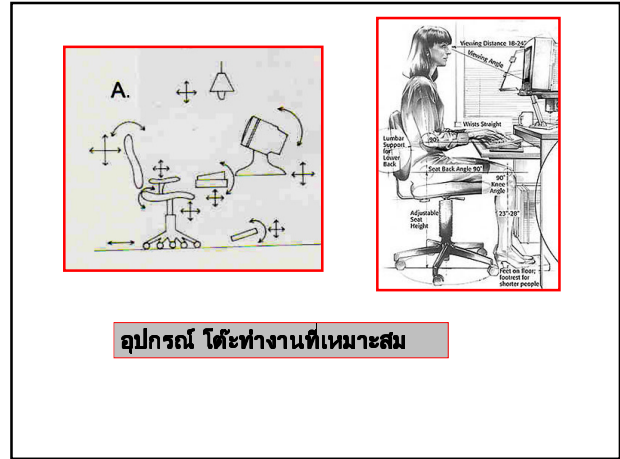 A.
Viewing Distance 18-24"
Viewing Angle
Wrists Straight
Lumbar
Support
for
Lower
Back
90°
Seat Back Angle 90°
90°
Knee
Angle
Adjustable
Seat
Height
23"-28"
Feet on floor;
footrest for
shorter people
อุปกรณ์ โต๊ะทำงานที่เหมาะสม